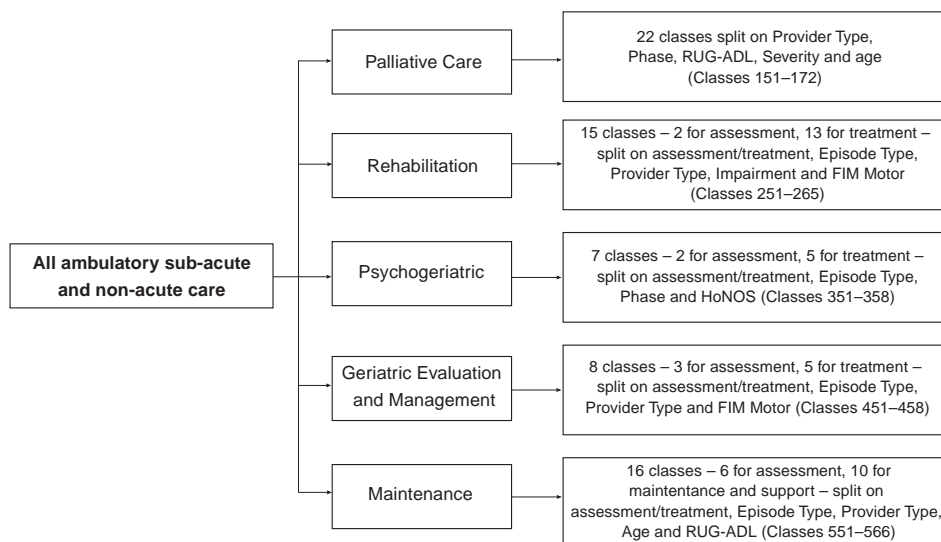 22 classes split on Provider Type,
Phase, RUG-ADL, Severity and age
(Classes 151–172)
Palliative Care
15 classes – 2 for assessment, 13 for treatment –
split on assessment/treatment, Episode Type,
Provider Type, Impairment and FIM Motor
(Classes 251–265)
Rehabilitation
All ambulatory sub-acute
and non-acute care
Psychogeriatric
7 classes – 2 for assessment, 5 for treatment –
split on assessment/treatment, Episode Type,
Phase and HoNOS (Classes 351–358)
Geriatric Evaluation
and Management
8 classes – 3 for assessment, 5 for treatment –
split on assessment/treatment, Episode Type,
Provider Type and FIM Motor (Classes 451–458)
Maintenance
16 classes – 6 for assessment, 10 for
maintentance and support – split on
assessment/treatment, Episode Type, Provider Type,
Age and RUG-ADL (Classes 551–566)